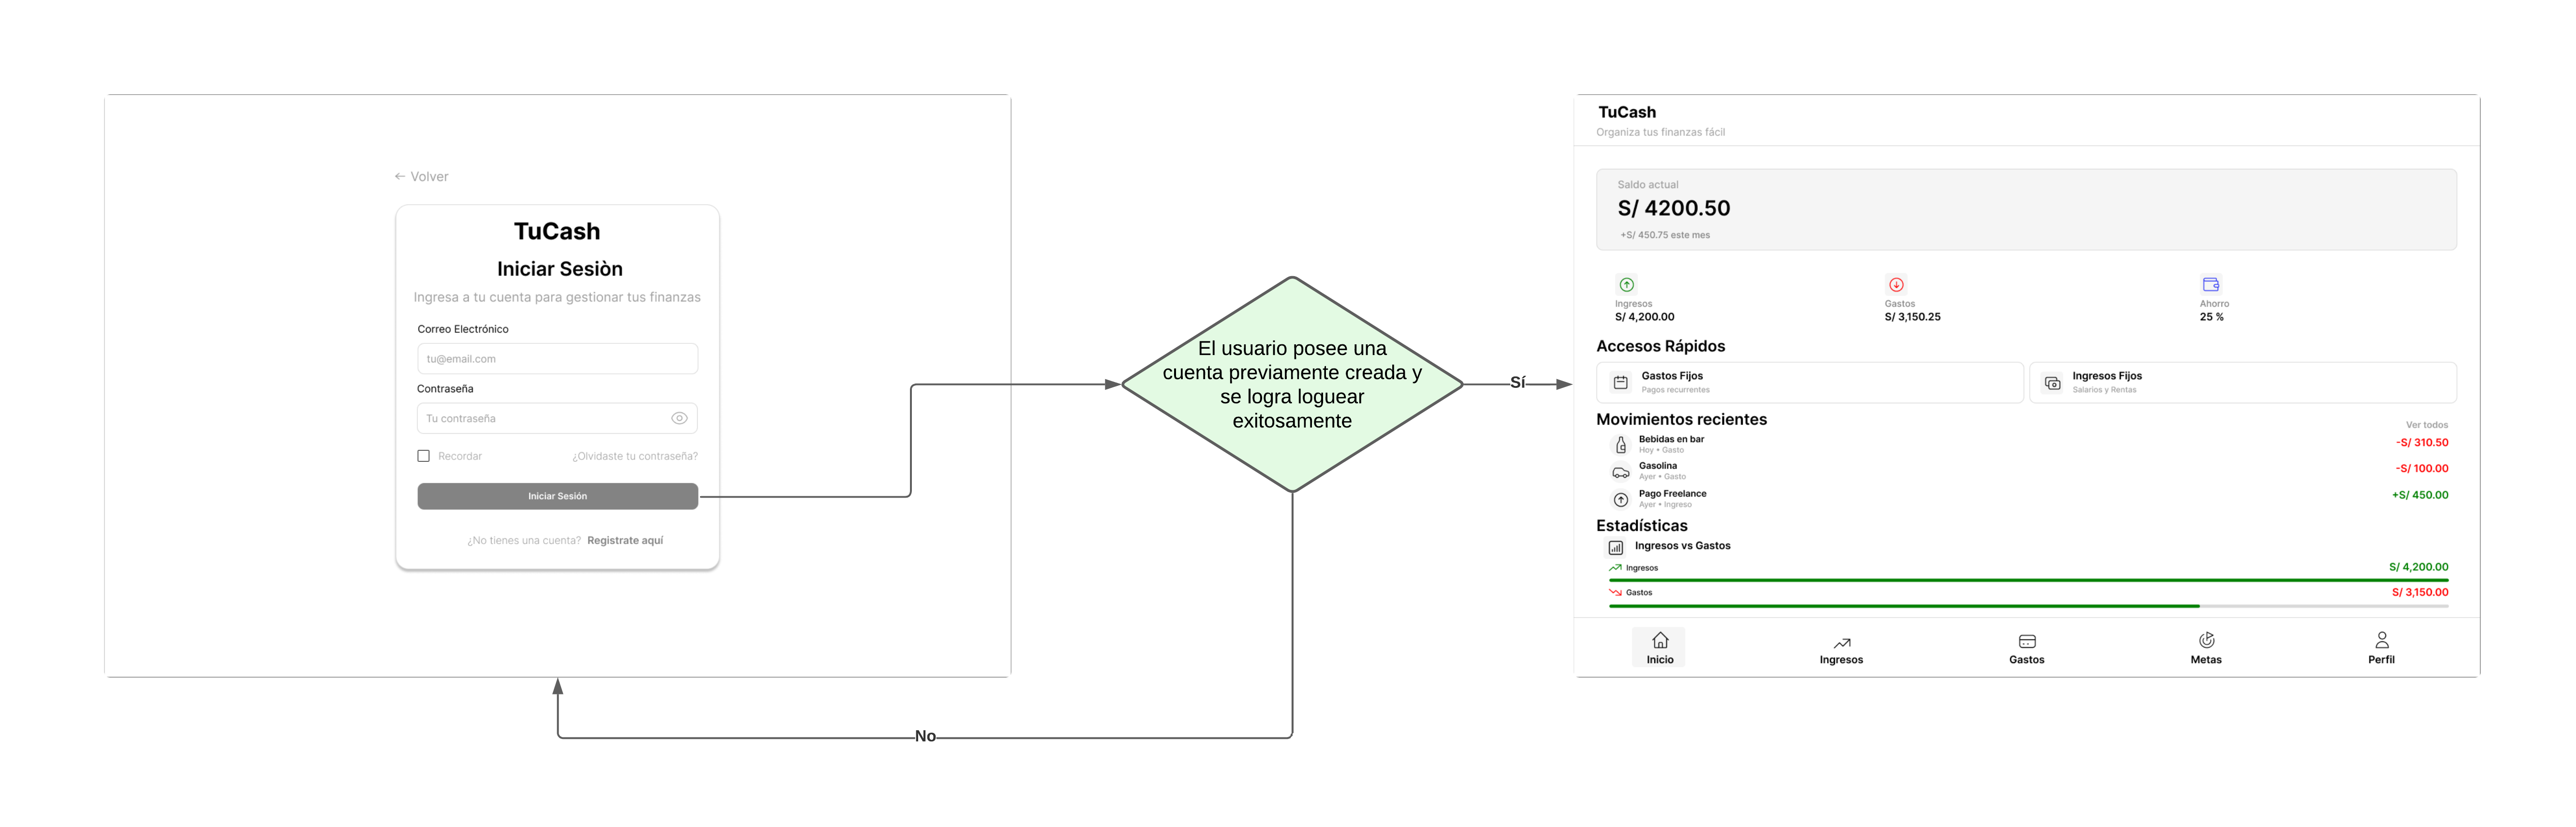 ← Volver
TuCash
Iniciar Sesiòn
Ingresa a tu cuenta para gestionar tus finanzas
Correo Electrónico
tu@email.com
Contraseña
Tu contraseña
Recordar
¿Olvidaste tu contraseña?
Iniciar Sesión
¿No tienes una cuenta? Registrate aquí
El usuario posee una
cuenta previamente creada y
se logra loguear
exitosamente
Sí
No
TuCash
Organiza tus finanzas fácil
Saldo actual
S/ 4200.50
+S/ 450.75 este mes
Ingresos
S/ 4,200.00
Gastos
S/ 3,150.25
Ahorro
25 %
Accesos Rápidos
Gastos Fijos
Pagos recurrentes
Ingresos Fijos
Salarios y Rentas
Movimientos recientes
Ver todos
Bebidas en bar
Hoy • Gasto
-S/ 310.50
Gasolina
Ayer • Gasto
-S/ 100.00
Pago Freelance
Ayer • Ingreso
+S/ 450.00
Estadísticas
Ingresos vs Gastos
Ingresos
S/ 4,200.00
Gastos
S/ 3,150.00
Inicio
Ingresos
Gastos
Metas
Perfil